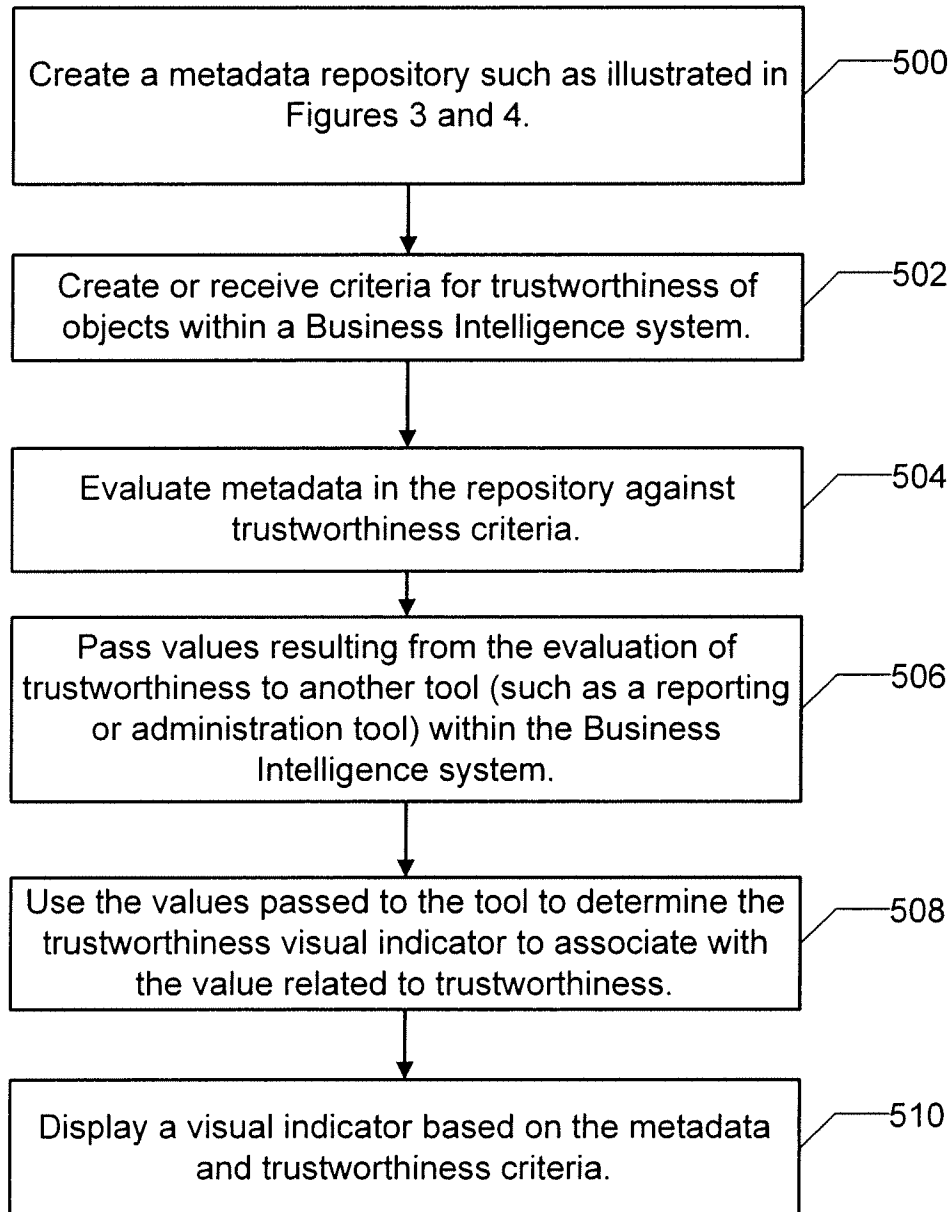 Create a metadata repository such as illustrated in
Figures 3 and 4.
500
Create or receive criteria for trustworthiness of
objects within a Business Intelligence system.
502
Evaluate metadata in the repository against
trustworthiness criteria.
504
Pass values resulting from the evaluation of
trustworthiness to another tool (such as a reporting
or administration tool) within the Business
Intelligence system.
506
Use the values passed to the tool to determine the
trustworthiness visual indicator to associate with
the value related to trustworthiness.
508
Display a visual indicator based on the metadata
and trustworthiness criteria.
510